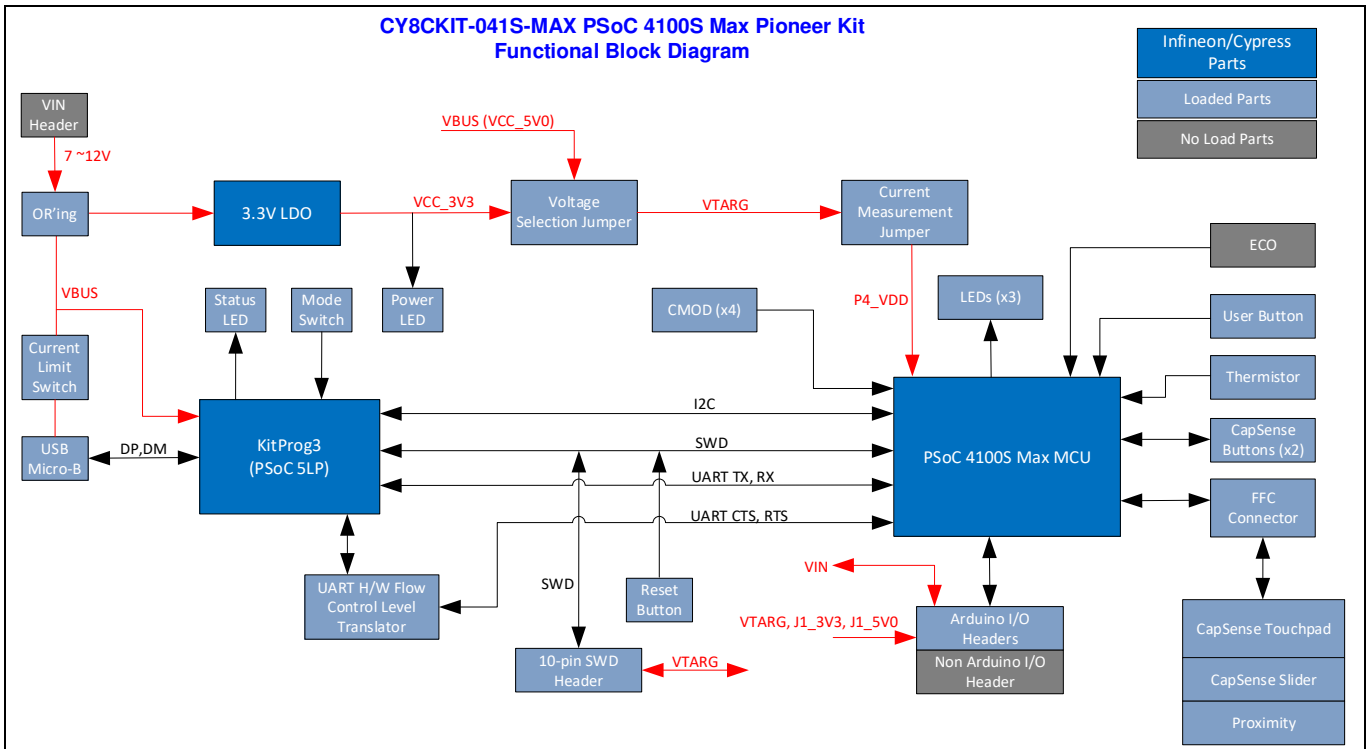 CY8CKIT-041S-MAX PSoC 4100S Max Pioneer Kit
Functional Block Diagram
Infineon/Cypress
Parts
Loaded Parts
No Load Parts
VIN
Header
7 ~12V
OR'ing
3.3V LDO
VCC_3V3
VBUS (VCC_5V0)
Voltage
Selection Jumper
VTARG
Current
Measurement
Jumper
ECO
VBUS
Status
LED
Mode
Switch
Power
LED
CMOD (x4)
P4_VDD
LEDs (x3)
User Button
Current
Limit
Switch
Thermistor
USB
Micro-B
DP,DM
KitProg3
(PSoC 5LP)
I2C
SWD
UART TX, RX
UART CTS, RTS
PSoC 4100S Max MCU
CapSense
Buttons (x2)
FFC
Connector
UART H/W Flow
Control Level
Translator
SWD
Reset
Button
VIN
VTARG, J1_3V3, J1_5V0
Arduino I/O
Headers
Non Arduino I/O
Header
10-pin SWD
Header
VTARG
CapSense Touchpad
CapSense Slider
Proximity